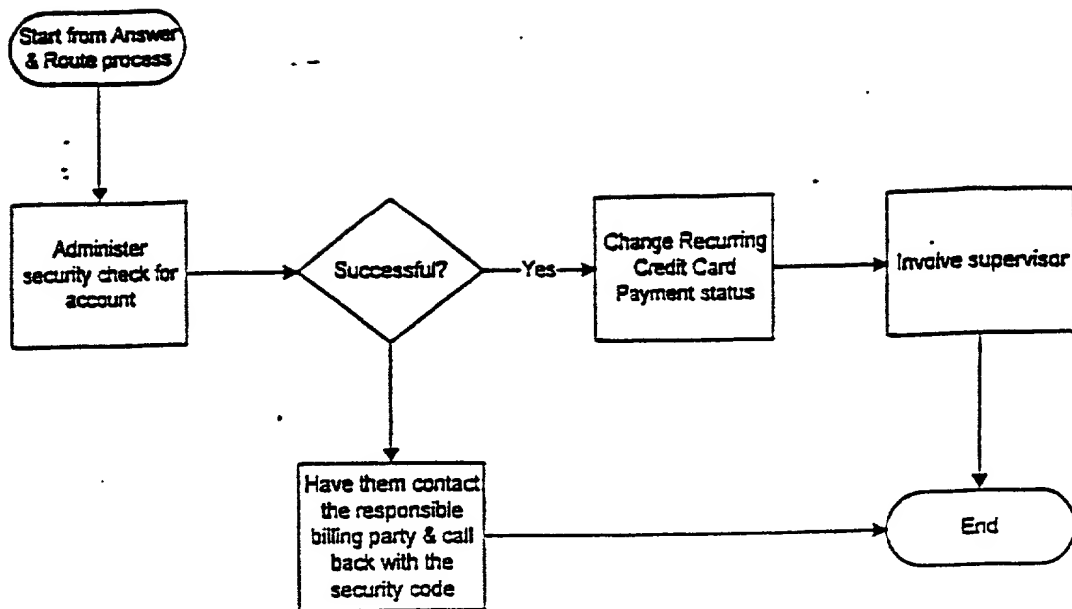 Start from Answer
& Route process
Administer
security check for
account
Successful?
Yes
Change Recurring
Credit Card
Payment status
Involve supervisor
Have them contact
the responsible
billing party & call
back with the
security code
End